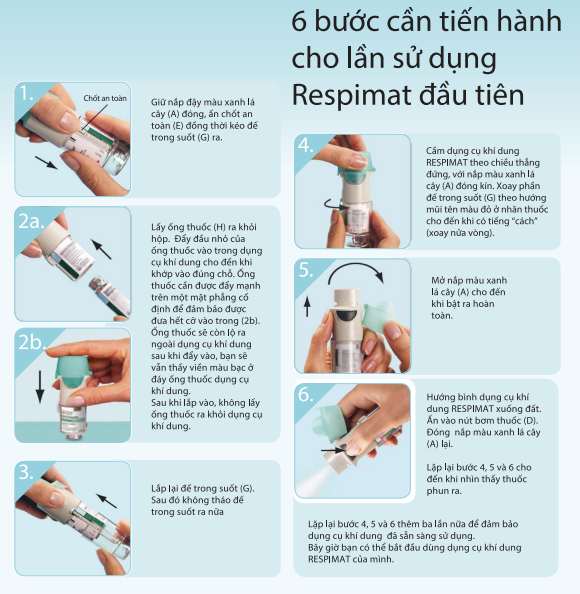 6 bước cần tiến hành
cho lần sử dụng
Respimat đầu tiên
1.
Chốt an toàn
Giữ nắp đậy màu xanh lá
cây (A) đóng, ấn chốt an
toàn (E) đồng thời kéo đế
trong suốt (G) ra.
2a.
Lấy ống thuốc (H) ra khỏi
hộp. Đẩy đầu nhỏ của
ống thuốc vào trong dụng
cụ khí dung cho đến khi
khớp vào đúng chỗ. Ống
thuốc cần được đẩy mạnh
trên một mặt phẳng cố
định để đảm bảo được
đưa hết cỡ vào trong (2b).
Ống thuốc sẽ còn lộ ra
ngoài dụng cụ khí dung
sau khi đẩy vào, bạn sẽ
vẫn thấy viền màu bạc ở
đáy ống thuốc dụng cụ
khí dung.
Sau khi lắp vào, không lấy
ống thuốc ra khỏi dụng cụ
khí dung.
2b.
3.
Lắp lại đế trong suốt (G).
Sau đó không tháo đế
trong suốt ra nữa
4.
Cầm dụng cụ khí dung
RESPIMAT theo chiều thẳng
đứng, với nắp màu xanh lá
cây (A) đóng kín. Xoay phần
đế trong suốt (G) theo hướng
mũi tên màu đỏ ở nhãn thuốc
cho đến khi có tiếng “cách”
(xoay nửa vòng).
5.
Mở nắp màu xanh
lá cây (A) cho đến
khi bật ra hoàn
toàn.
6.
Hướng bình dụng cụ khí
dung RESPIMAT xuống đất.
Ấn vào nút bơm thuốc (D).
Đóng nắp màu xanh lá cây
(A) lại.
Lặp lại bước 4, 5 và 6 cho
đến khi nhìn thấy thuốc
phun ra.
Lặp lại bước 4, 5 và 6 thêm ba lần nữa để đảm bảo
dụng cụ khí dung đã sẵn sàng sử dụng.
Bây giờ bạn có thể bắt đầu dùng dụng cụ khí dung
RESPIMAT của mình.